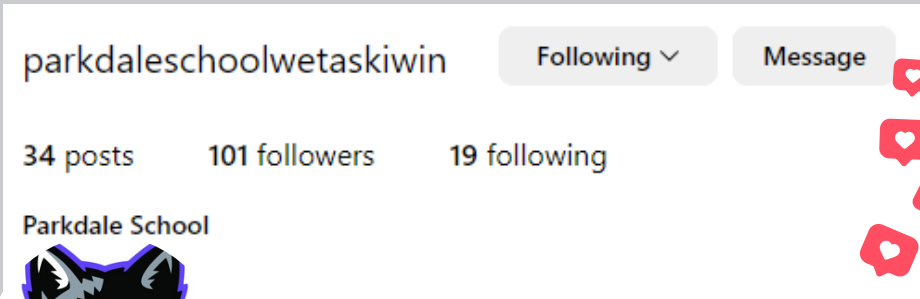 parkdaleschoolwetaskiwin Following Message
34 posts 101 followers 19 following
Parkdale School